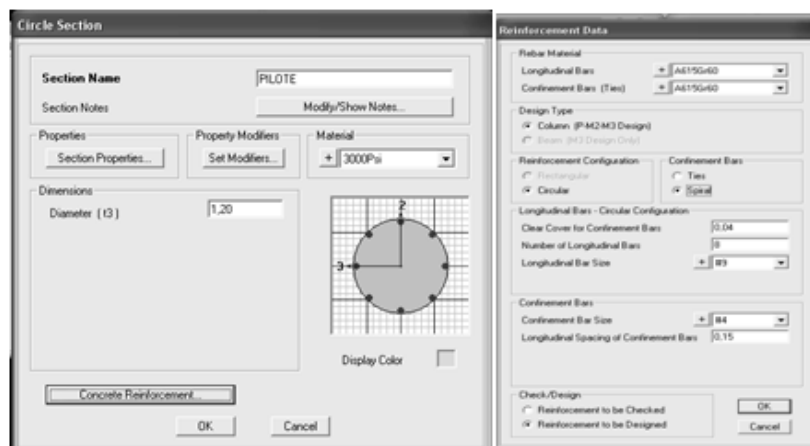 Circle Section
Section Name
PILOTE
Section Notes
Modify/Show Notes...
Properties
Section Properties...
Property Modifiers
Set Modifiers...
Material
+ 3000Psi
Dimensions
Diameter (t3)
1,20
2
3
Display Color
Concrete Reinforcement...
OK
Cancel
Reinforcement Data
Rebar Material
Longitudinal Bars
+ A615Gr60
Confinement Bars (Ties)
+ A615Gr60
Design Type
Column (P-M2-M3 Design)
Beam (M3 Design Only)
Reinforcement Configuration
Rectangular
Circular
Confinement Bars
Ties
Spiral
Longitudinal Bars - Circular Configuration
Clear Cover for Confinement Bars
0,04
Number of Longitudinal Bars
8
Longitudinal Bar Size
+ #9
Confinement Bars
Confinement Bar Size
+ #4
Longitudinal Spacing of Confinement Bars
0,15
Check/Design
Reinforcement to be Checked
Reinforcement to be Designed
OK
Cancel